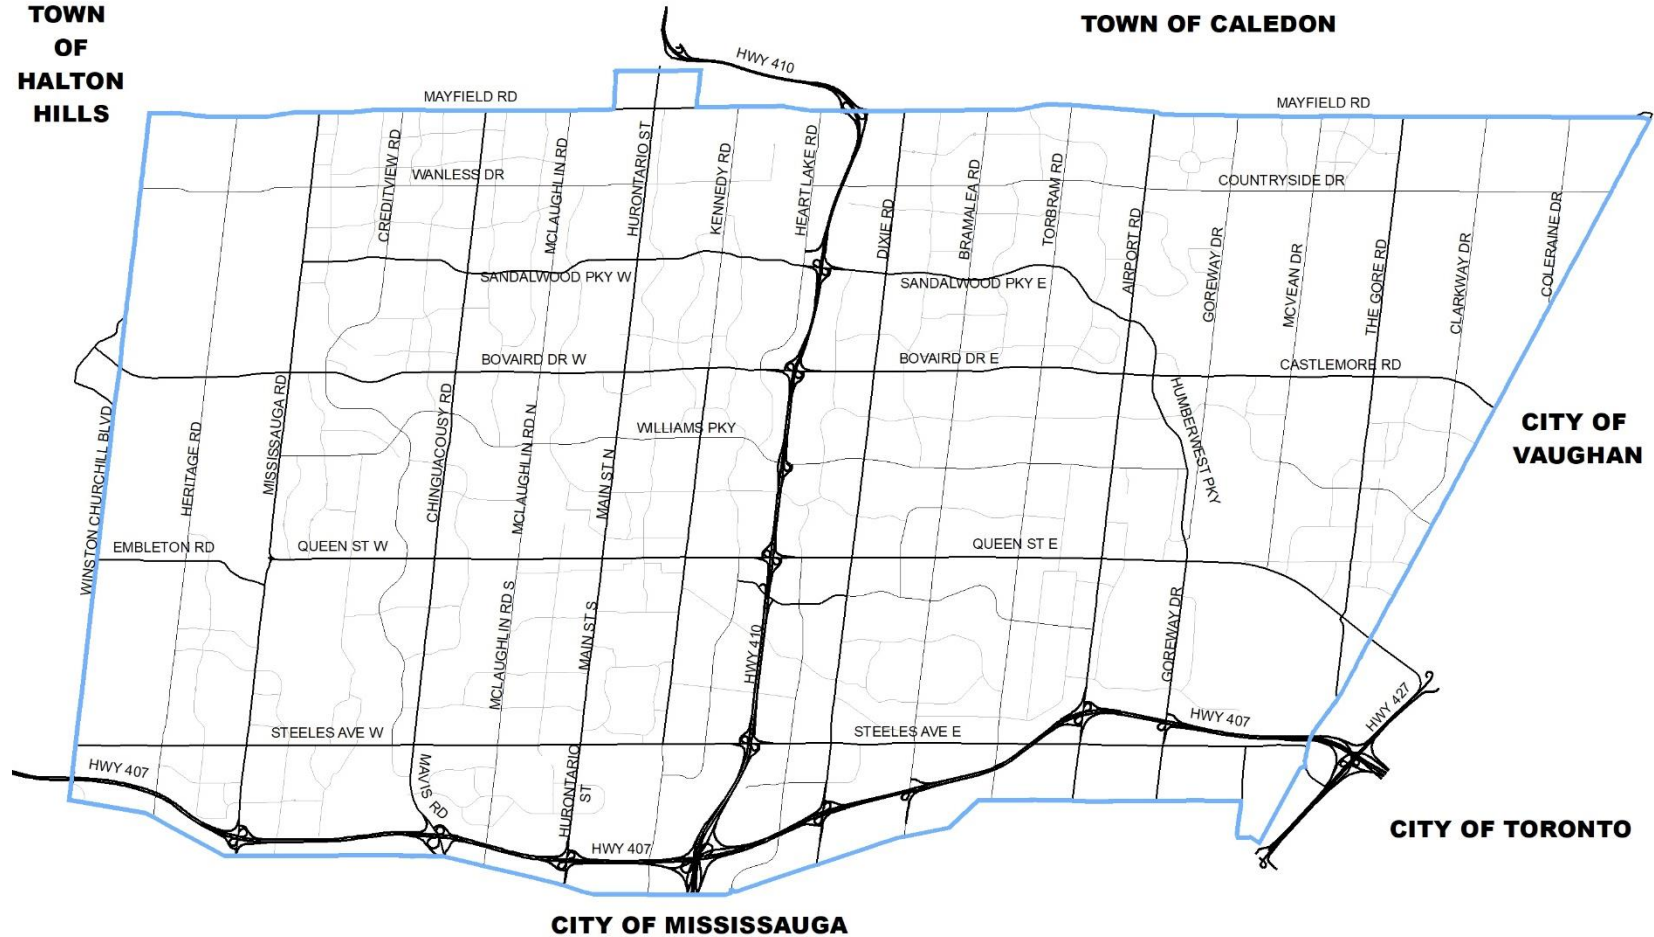 TOWN
OF
HALTON
HILLS
TOWN OF CALEDON
HWY 410
MAYFIELD RD
MAYFIELD RD
CREDITVIEW RD
WANLESS DR
MCLAUGHLIN RD
HURONTARIO ST
KENNEDY RD
HEART LAKE RD
DIXIE RD
BRAMALEA RD
TORBRAM RD
AIRPORT RD
COUNTRYSIDE DR
GOREWAY DR
MCVEAN DR
THE GORE RD
CLARKWAY DR
COLERAINE DR
SANDALWOOD PKY W
SANDALWOOD PKY E
BOVAIRD DR W
BOVAIRD DR E
CASTLEMORE RD
WINSTON CHURCHILL BLVD
HERITAGE RD
MISSISSAUGA RD
CHINGUACOUSY RD
MCLAUGHLIN RD N
MAIN ST N
WILLIAMS PKY
HUMBERWEST PKY
CITY OF
VAUGHAN
EMBLETON RD
QUEEN ST W
QUEEN ST E
MCLAUGHLIN RD S
MAIN ST S
HWY 410
GOREWAY DR
HWY 407
HWY 427
STEELES AVE W
STEELES AVE E
HWY 407
MAVIS RD
HURONTARIO
ST
HWY 407
CITY OF TORONTO
CITY OF MISSISSAUGA